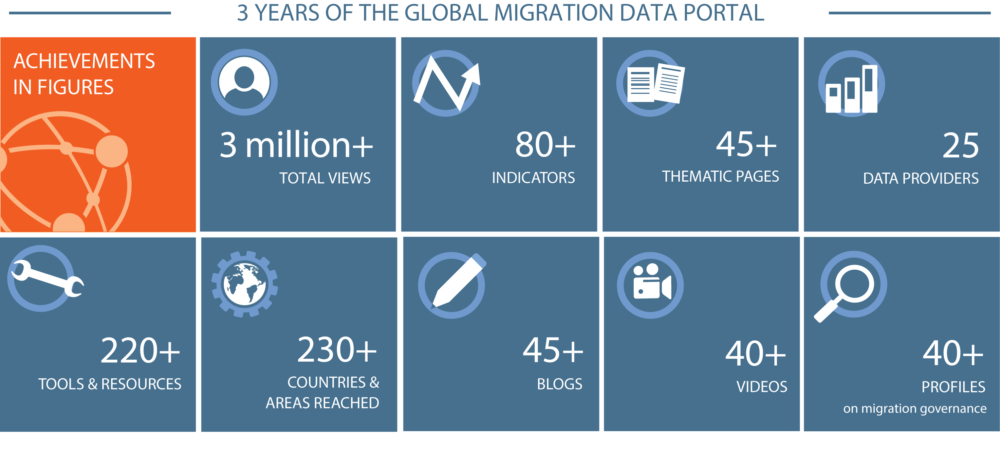 3 YEARS OF THE GLOBAL MIGRATION DATA PORTAL
ACHIEVEMENTS
IN FIGURES
3 million+
TOTAL VIEWS
80+
INDICATORS
45+
THEMATIC PAGES
25
DATA PROVIDERS
220+
TOOLS & RESOURCES
230+
COUNTRIES &
AREAS REACHED
45+
BLOGS
40+
VIDEOS
40+
PROFILES
on migration governance